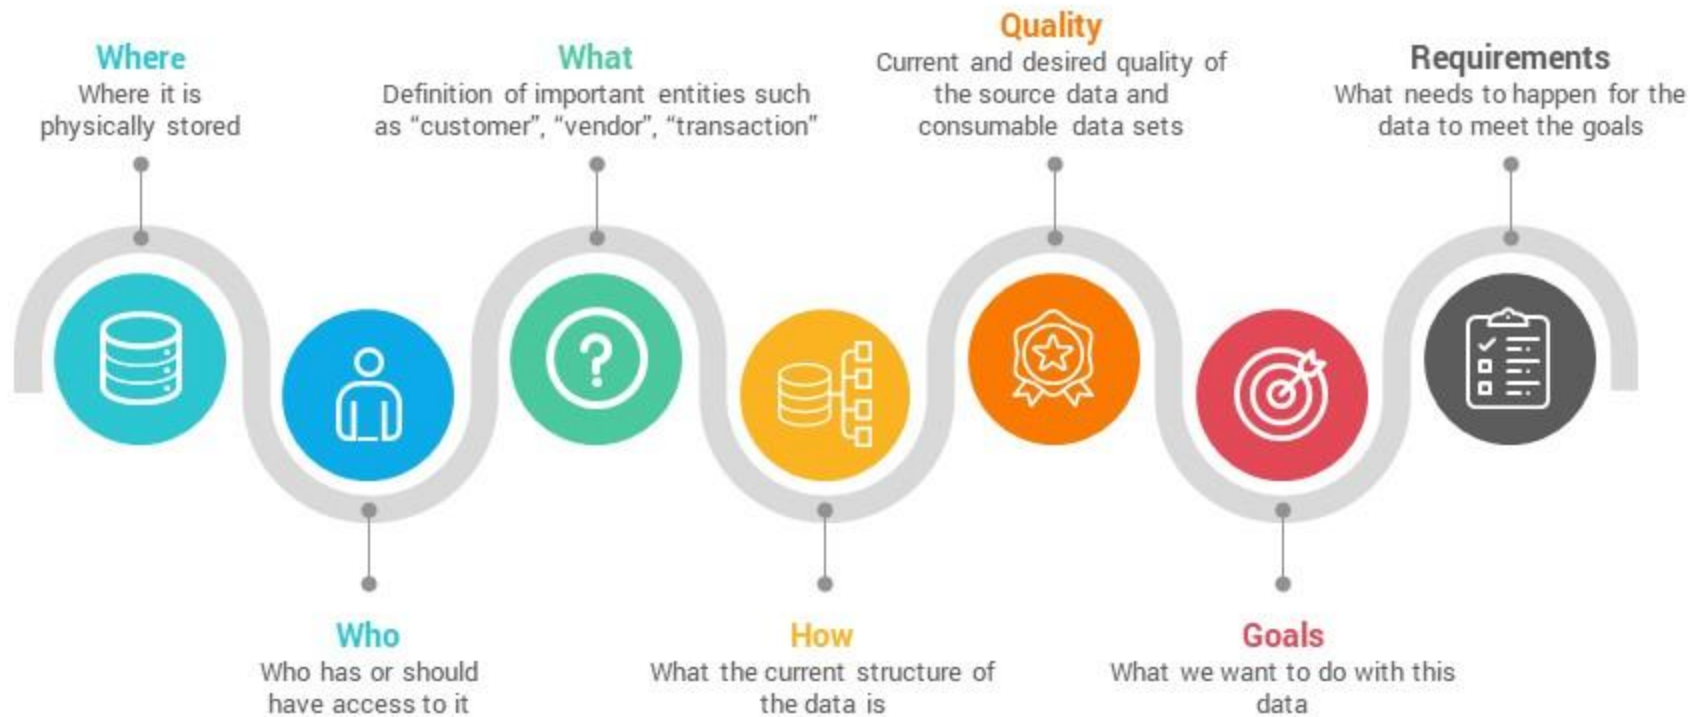 Where
Where it is
physically stored
Who
Who has or should
have access to it
What
Definition of important entities such
as “customer”, “vendor”, “transaction”
How
What the current structure of
the data is
Quality
Current and desired quality of
the source data and
consumable data sets
Goals
What we want to do with this
data
Requirements
What needs to happen for the
data to meet the goals